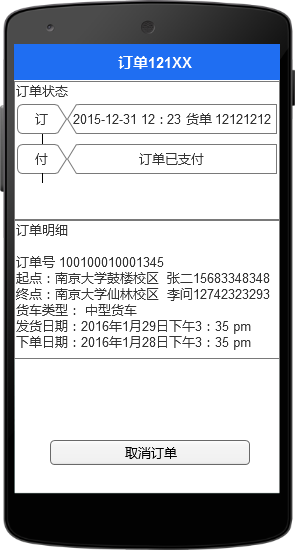 订单121XX
订单状态
订 2015-12-31 12：23 货单 12121212
付 订单已支付
订单明细
订单号 100100010001345
起点：南京大学鼓楼校区 张二15683348348
终点：南京大学仙林校区 李问12742323293
货车类型： 中型货车
发货日期：2016年1月29日下午3：35 pm
下单日期：2016年1月28日下午3：35 pm
取消订单